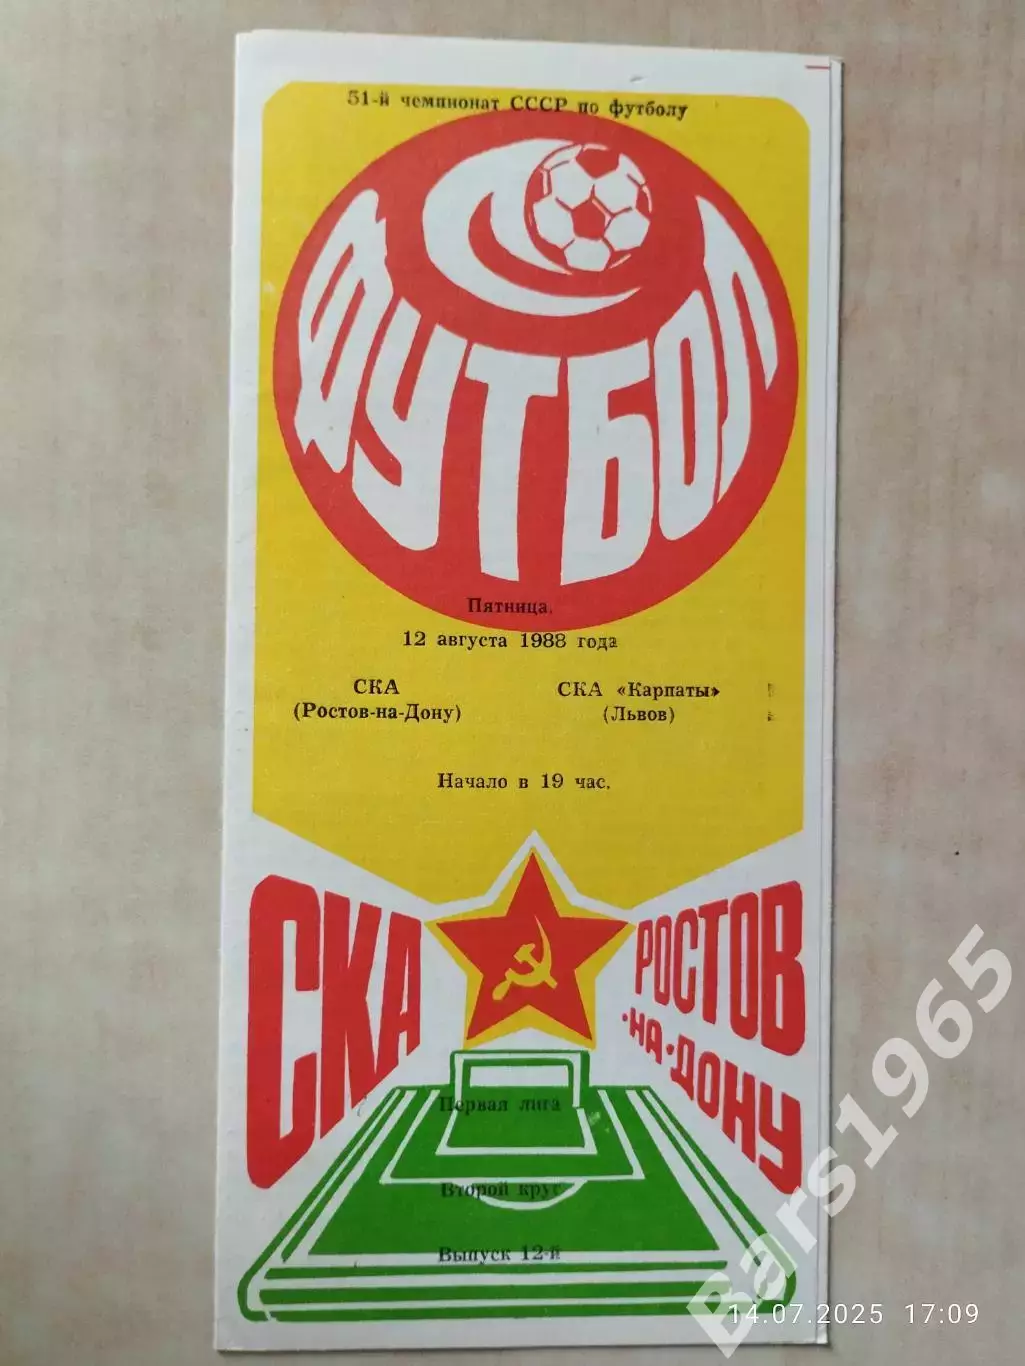 51-й чемпионат СССР по футболу
ФУТБОЛ
Пятница.
12 августа 1988 года
СКА
(Ростов-на-Дону)
СКА «Карпаты»
(Львов)
Начало в 19 час.
СКА
РОСТОВ
-НА-ДОНУ
Первая лига
Второй круг
Выпуск 12-й
Bars1965
14.07.2025 17:09